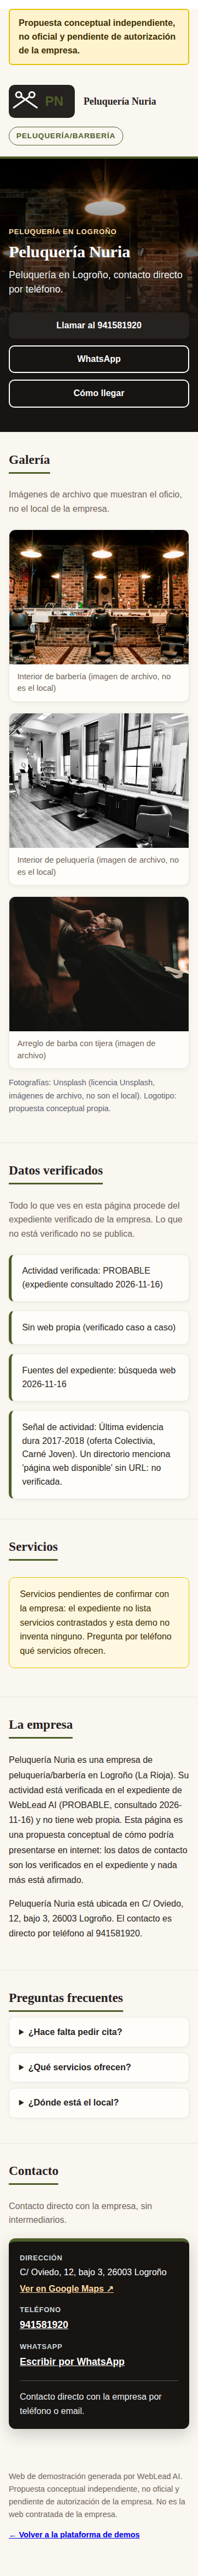 Propuesta conceptual independiente,
no oficial y pendiente de autorización
de la empresa.
PN
Peluquería Nuria
PELUQUERÍA/BARBERÍA
PELUQUERÍA EN LOGROÑO
Peluquería Nuria
Peluquería en Logroño, contacto directo
por teléfono.
Llamar al 941581920
WhatsApp
Cómo llegar
Galería
Imágenes de archivo que muestran el oficio,
no el local de la empresa.
Interior de barbería (imagen de archivo, no
es el local)
Interior de peluquería (imagen de archivo, no
es el local)
Arreglo de barba con tijera (imagen de
archivo)
Fotografías: Unsplash (licencia Unsplash,
imágenes de archivo, no son el local). Logotipo:
propuesta conceptual propia.
Datos verificados
Todo lo que ves en esta página procede del
expediente verificado de la empresa. Lo que
no está verificado no se publica.
Actividad verificada: PROBABLE
(expediente consultado 2026-11-16)
Sin web propia (verificado caso a caso)
Fuentes del expediente: búsqueda web
2026-11-16
Señal de actividad: Última evidencia
dura 2017-2018 (oferta Colectivia,
Carné Joven). Un directorio menciona
'página web disponible' sin URL: no
verificada.
Servicios
Servicios pendientes de confirmar con
la empresa: el expediente no lista
servicios contrastados y esta demo no
inventa ninguno. Pregunta por teléfono
qué servicios ofrecen.
La empresa
Peluquería Nuria es una empresa de
peluquería/barbería en Logroño (La Rioja). Su
actividad está verificada en el expediente de
WebLead AI (PROBABLE, consultado 2026-
11-16) y no tiene web propia. Esta página es
una propuesta conceptual de cómo podría
presentarse en internet: los datos de contacto
son los verificados en el expediente y nada
más está afirmado.
Peluquería Nuria está ubicada en C/ Oviedo,
12, bajo 3, 26003 Logroño. El contacto es
directo por teléfono al 941581920.
Preguntas frecuentes
▶ ¿Hace falta pedir cita?
▶ ¿Qué servicios ofrecen?
▶ ¿Dónde está el local?
Contacto
Contacto directo con la empresa, sin
intermediarios.
DIRECCIÓN
C/ Oviedo, 12, bajo 3, 26003 Logroño
Ver en Google Maps ↗
TELÉFONO
941581920
WHATSAPP
Escribir por WhatsApp
Contacto directo con la empresa por
teléfono o email.
Web de demostración generada por WebLead AI.
Propuesta conceptual independiente, no oficial y
pendiente de autorización de la empresa. No es la
web contratada de la empresa.
← Volver a la plataforma de demos